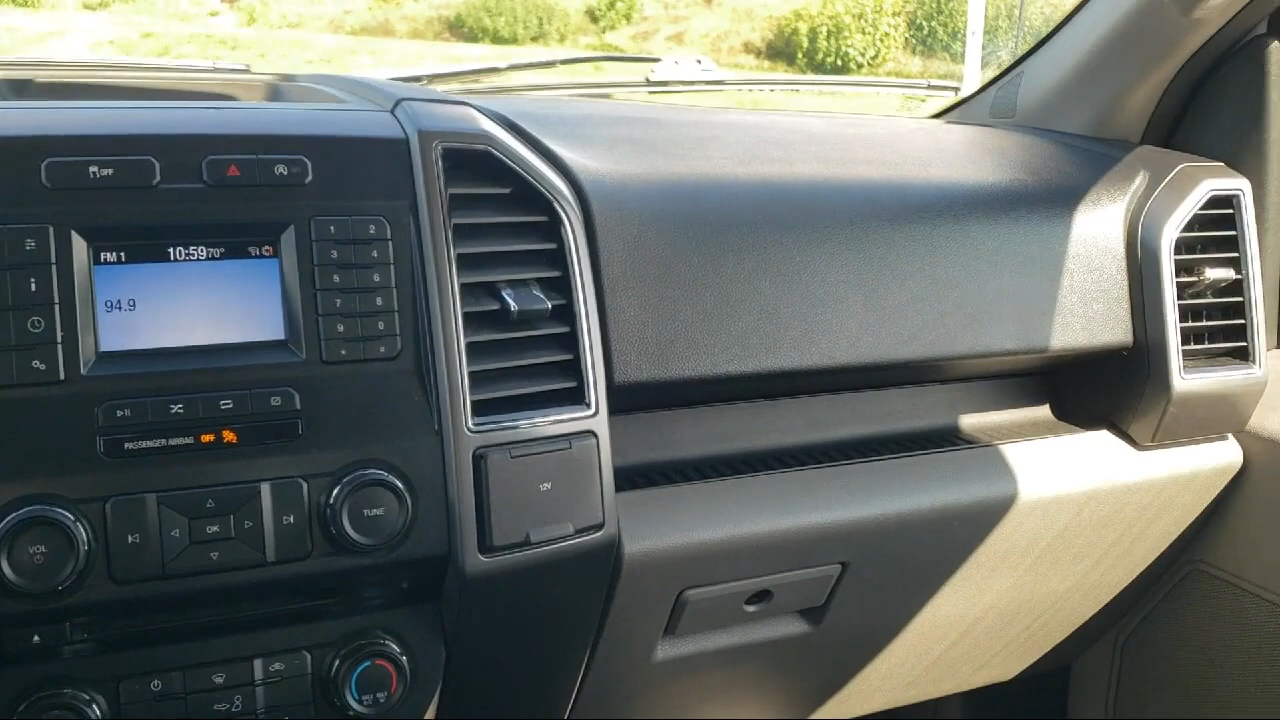 OFF
FM 1 10:59 70°
94.9
1 2
3 4
5 6
7 8
9 0
* #
PASSENGER AIRBAG OFF
12V
TUNE
OK
VOL